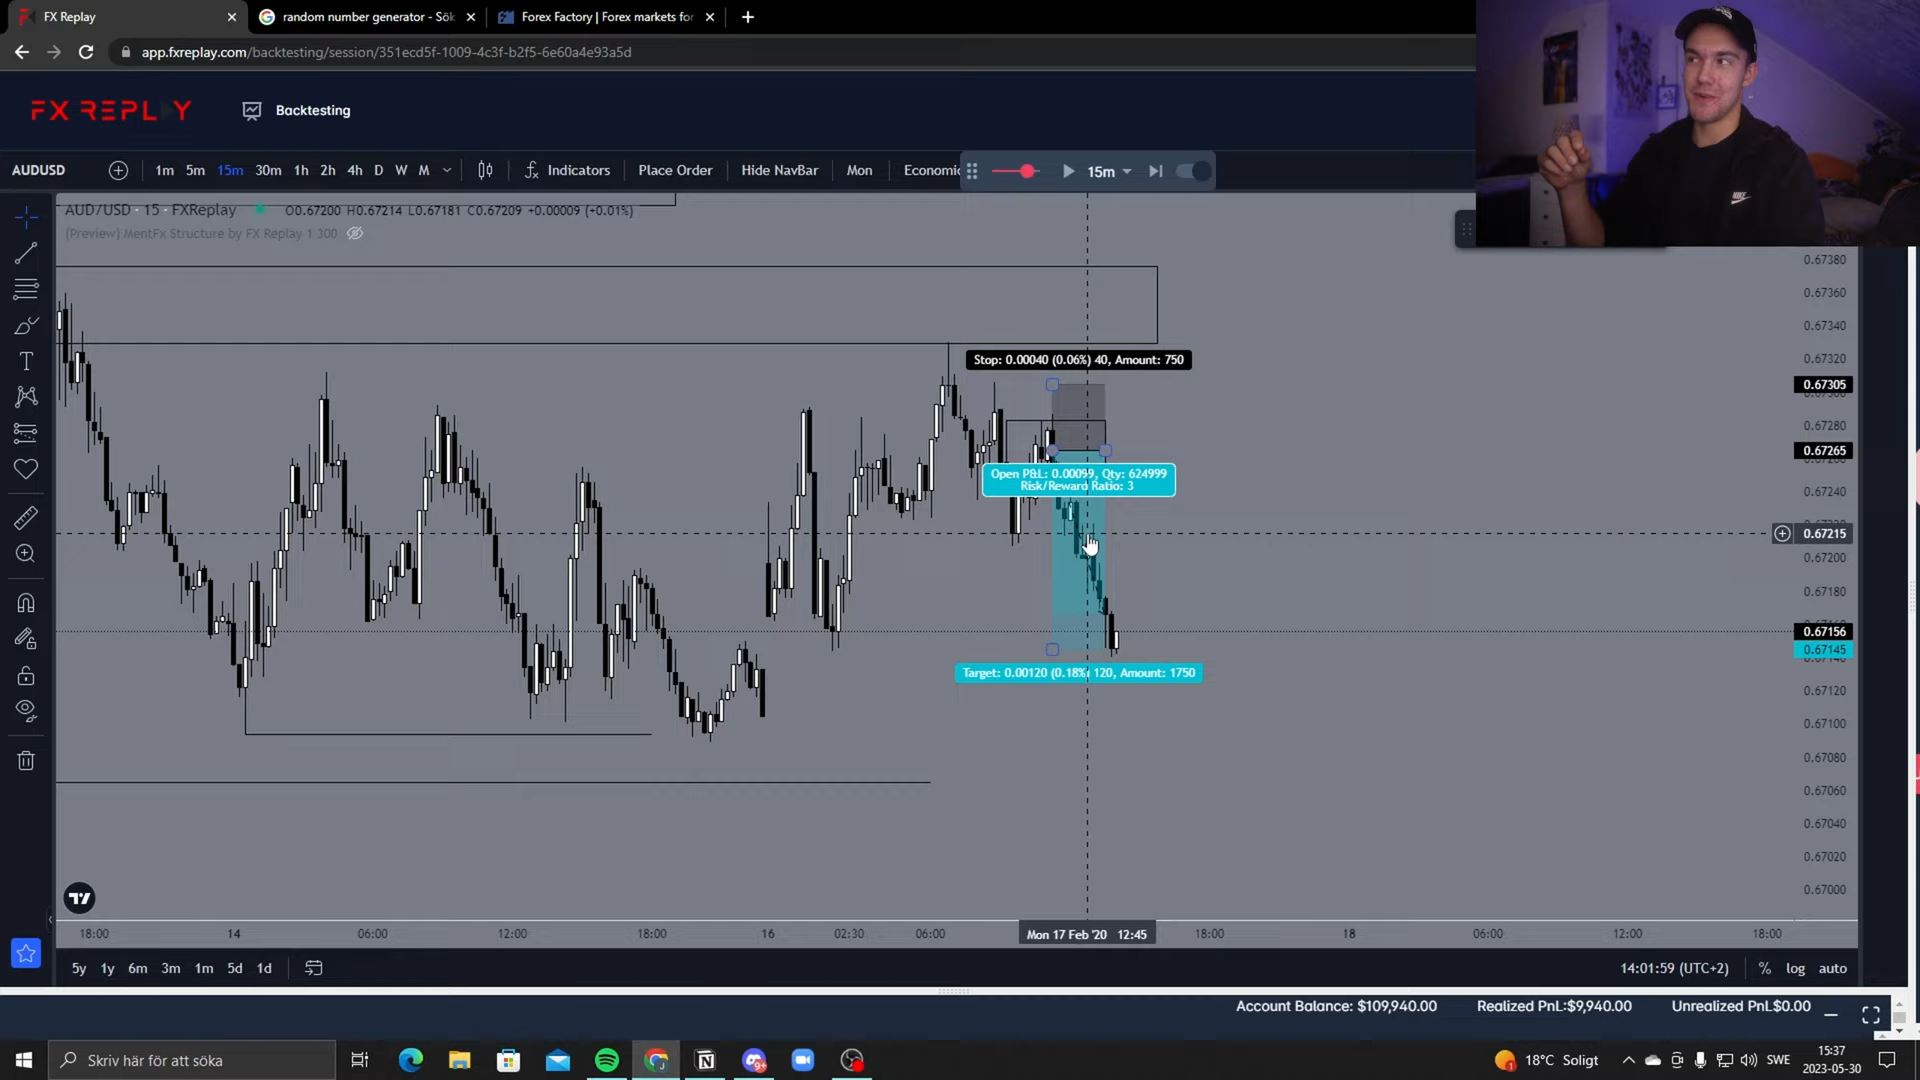 FX Replay
random number generator - Sök
Forex Factory | Forex markets for
app.fxreplay.com/backtesting/session/351ecd5f-1009-4c3f-b2f5-6e60a4e93a5d
FX REPLAY
Backtesting
AUDUSD
1m 5m 15m 30m 1h 2h 4h D W M
Indicators
Place Order
Hide NavBar
Mon
Economic
15m
AUD/USD · 15 · FXReplay
O0.67200 H0.67214 L0.67181 C0.67209 +0.00009 (+0.01%)
(Preview) MentFx Structure by FX Replay 1 300
0.67380
0.67360
0.67340
0.67320
Stop: 0.00040 (0.06%) 40, Amount: 750
0.67305
0.67280
0.67265
Open P&L: 0.00099, Qty: 624999
Risk/Reward Ratio: 3
0.67240
0.67215
0.67200
0.67180
0.67156
0.67145
Target: 0.00120 (0.18%) 120, Amount: 1750
0.67120
0.67100
0.67080
0.67060
0.67040
0.67020
0.67000
18:00 14 06:00 12:00 18:00 16 02:30 06:00 Mon 17 Feb '20 12:45 18:00 18 06:00 12:00 18:00
5y 1y 6m 3m 1m 5d 1d
14:01:59 (UTC+2)
% log auto
Account Balance: $109,940.00
Realized PnL:$9,940.00
Unrealized PnL$0.00
Skriv här för att söka
18°C Soligt
SWE
15:37
2023-05-30